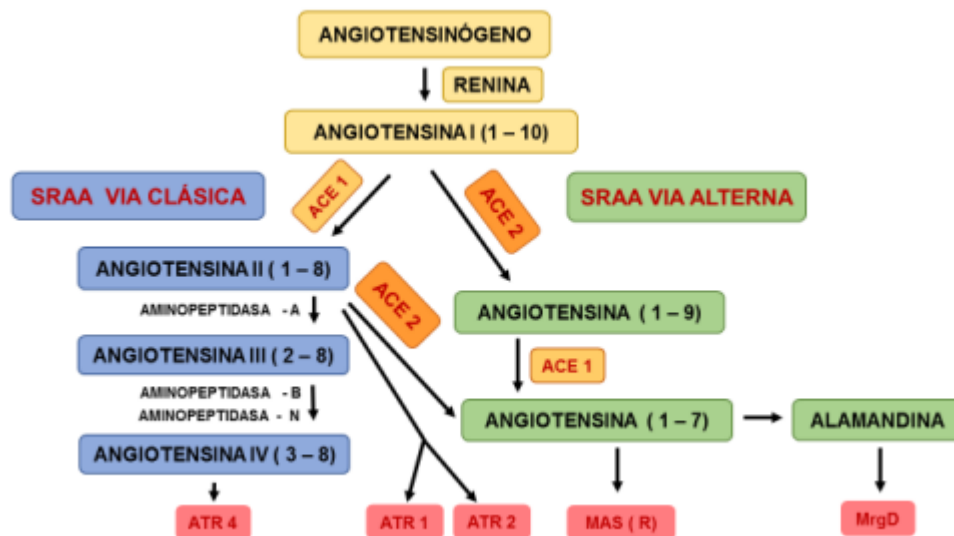 ANGIOTENSINÓGENO
RENINA
ANGIOTENSINA I (1 – 10)
SRAA VIA CLÁSICA
ACE 1
ACE 2
SRAA VIA ALTERNA
ANGIOTENSINA II ( 1 – 8)
ACE 2
AMINOPEPTIDASA - A
ANGIOTENSINA ( 1 – 9)
ANGIOTENSINA III ( 2 – 8)
ACE 1
AMINOPEPTIDASA - B
AMINOPEPTIDASA - N
ANGIOTENSINA ( 1 – 7)
ALAMANDINA
ANGIOTENSINA IV ( 3 – 8)
ATR 4
ATR 1
ATR 2
MAS ( R)
MrgD